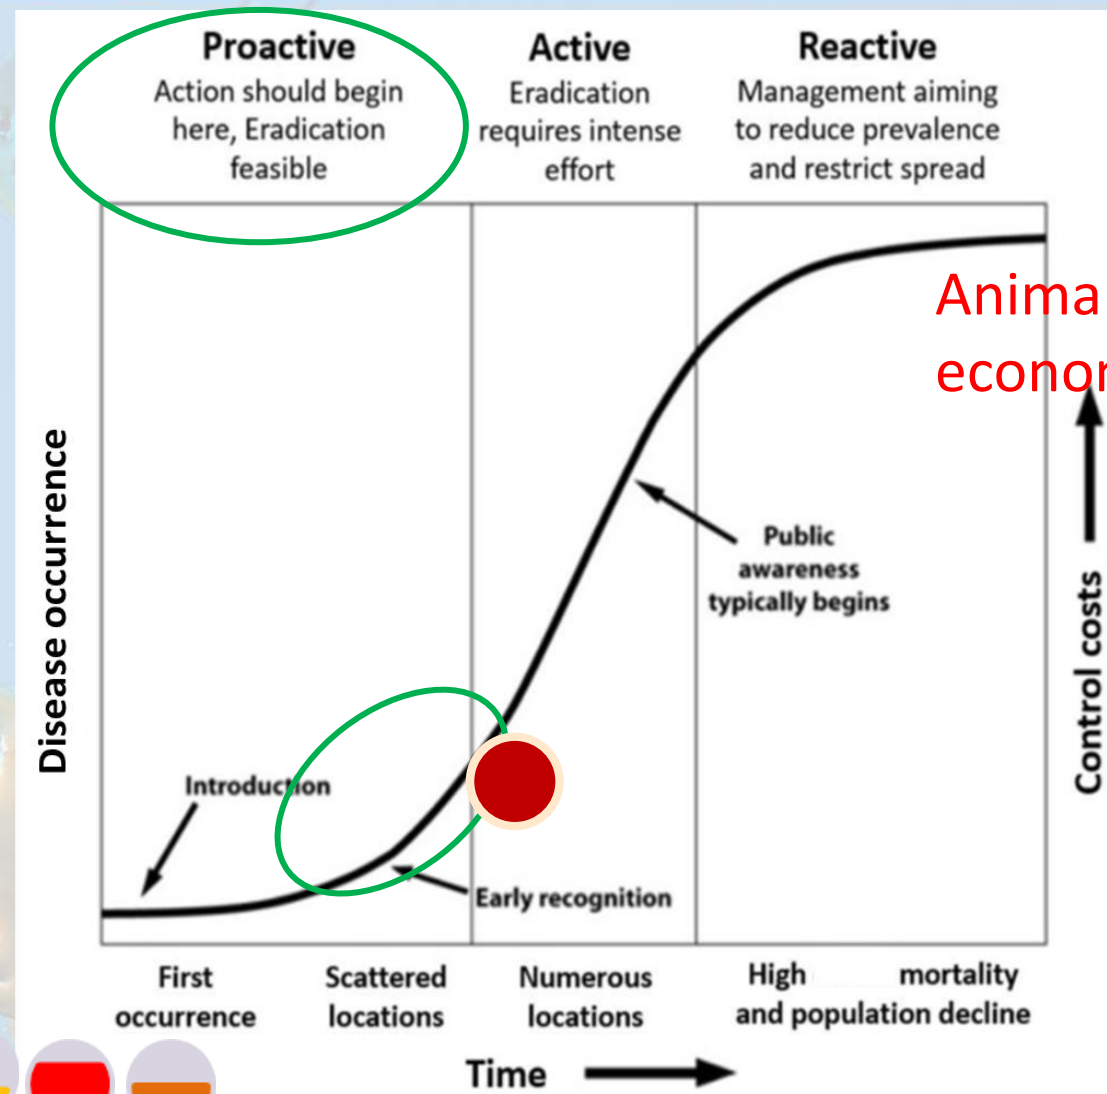 Proactive
Action should begin
here, Eradication
feasible
Active
Eradication
requires intense
effort
Reactive
Management aiming
to reduce prevalence
and restrict spread
Anima
econor
Disease occurrence
Control costs
Public
awareness
typically begins
Introduction
Early recognition
First
occurrence
Scattered
locations
Numerous
locations
High mortality
and population decline
Time